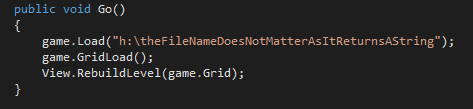 public void Go()
{
game.Load("h:\theFileNameDoesNotMatterAsItReturnsAString");
game.GridLoad();
View.RebuildLevel(game.Grid);
}